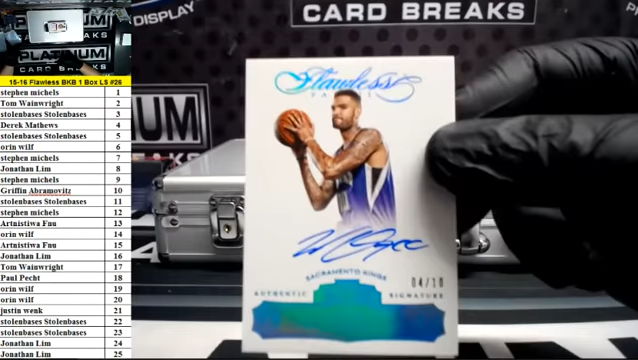 CARD BREAKS
DISPLAY
PLATINUM
CARD BREAKS
15-16 Flawless BKB 1 Box LS #26
stephen michels 1
Tom Wainwright 2
stolenbases Stolenbases 3
Derek Mathews 4
stolenbases Stolenbases 5
orin wilf 6
stephen michels 7
Jonathan Lim 8
stephen michels 9
Griffin Abramovitz 10
stolenbases Stolenbases 11
stephen michels 12
Artnistiwa Fnu 13
orin wilf 14
Artnistiwa Fnu 15
Jonathan Lim 16
Tom Wainwright 17
Paul Pecht 18
orin wilf 19
orin wilf 20
justin wenk 21
stolenbases Stolenbases 22
stolenbases Stolenbases 23
Jonathan Lim 24
Jonathan Lim 25
Flawless
PANINI
SACRAMENTO KINGS
04/10
AUTHENTIC SIGNATURE